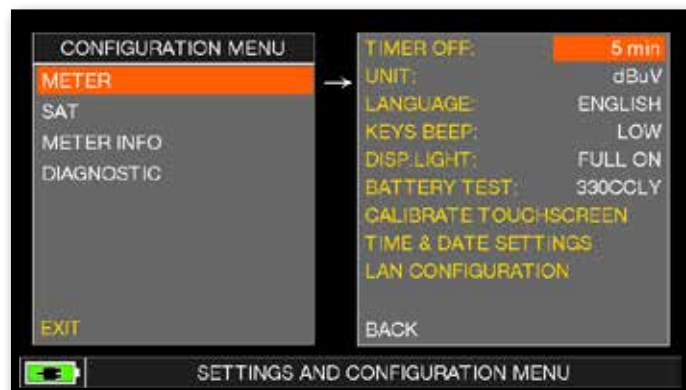 CONFIGURATION MENU
METER
SAT
METER INFO
DIAGNOSTIC
EXIT
→
TIMER OFF: 5 min
UNIT: dBuV
LANGUAGE: ENGLISH
KEYS BEEP: LOW
DISP.LIGHT: FULL ON
BATTERY TEST:
CALIBRATE TOUCHSCREEN
TIME & DATE SETTINGS
LAN CONFIGURATION
BACK
SETTINGS AND CONFIGURATION MENU